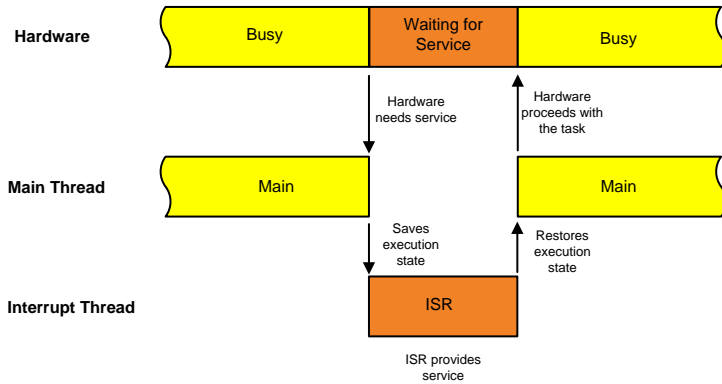 Hardware
Busy
Waiting for
Service
Busy
Hardware
needs service
Hardware
proceeds with
the task
Main Thread
Main
Main
Saves
execution
state
Restores
execution
state
Interrupt Thread
ISR
ISR provides
service